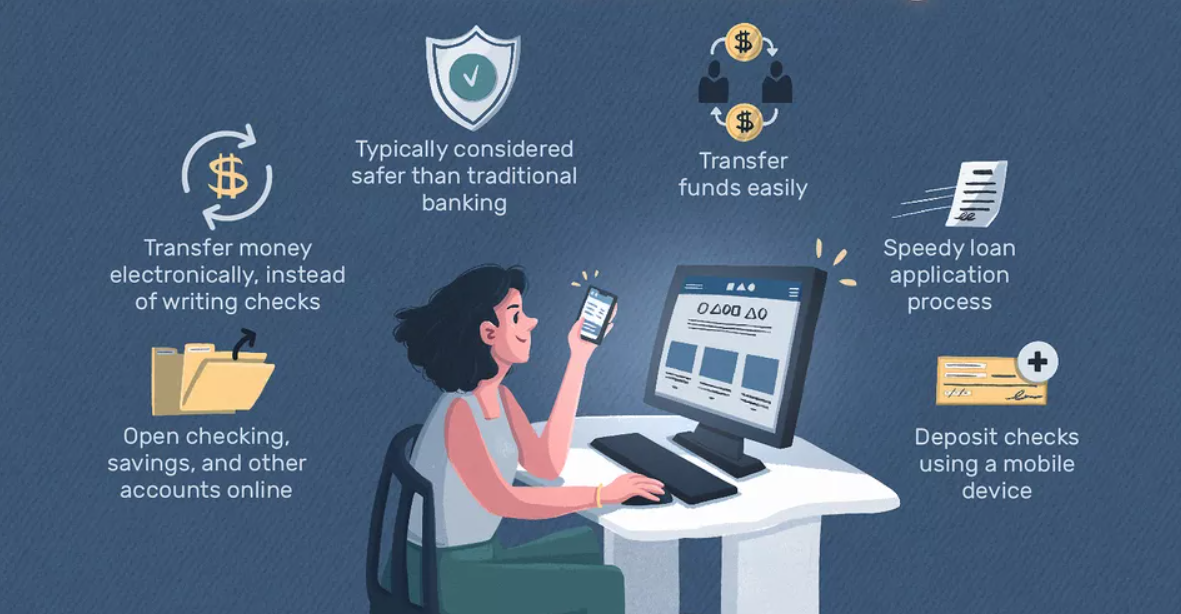 Typically considered
safer than traditional
banking
Transfer
funds easily
Transfer money
electronically, instead
of writing checks
Speedy loan
application
process
Open checking,
savings, and other
accounts online
Deposit checks
using a mobile
device